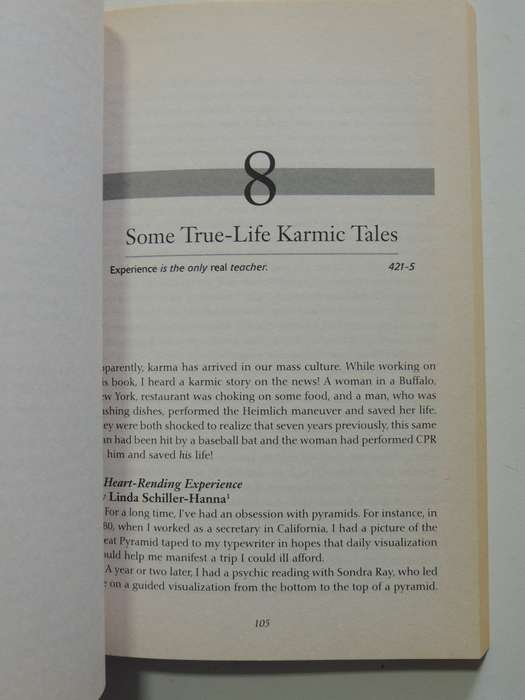 8
Some True-Life Karmic Tales
Experience is the only real teacher. 421-5
pparently, karma has arrived in our mass culture. While working on
is book, I heard a karmic story on the news! A woman in a Buffalo,
ew York, restaurant was choking on some food, and a man, who was
shing dishes, performed the Heimlich maneuver and saved her life.
ey were both shocked to realize that seven years previously, this same
an had been hit by a baseball bat and the woman had performed CPR
him and saved his life!
Heart-Rending Experience
y Linda Schiller-Hanna¹
For a long time, I've had an obsession with pyramids. For instance, in
80, when I worked as a secretary in California, I had a picture of the
eat Pyramid taped to my typewriter in hopes that daily visualization
uld help me manifest a trip I could ill afford.
A year or two later, I had a psychic reading with Sondra Ray, who led
e on a guided visualization from the bottom to the top of a pyramid.
105